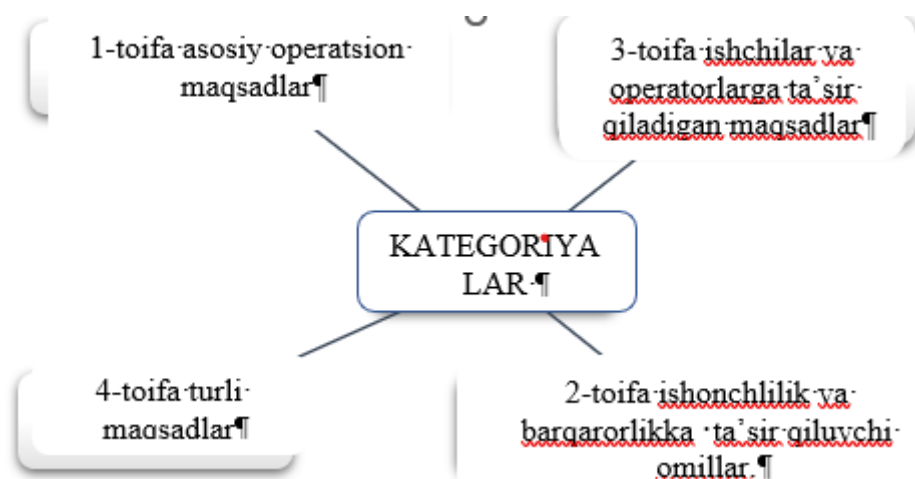 1-toifa asosiy operatsion
maqsadlar¶
3-toifa ishchilar va
operatorlarga ta’sir
qiladigan maqsadlar¶
KATEGORIYA
LAR ¶
4-toifa turli
maqsadlar¶
2-toifa ishonchlilik va
barqarorlikka ta’sir qiluvchi
omillar.¶